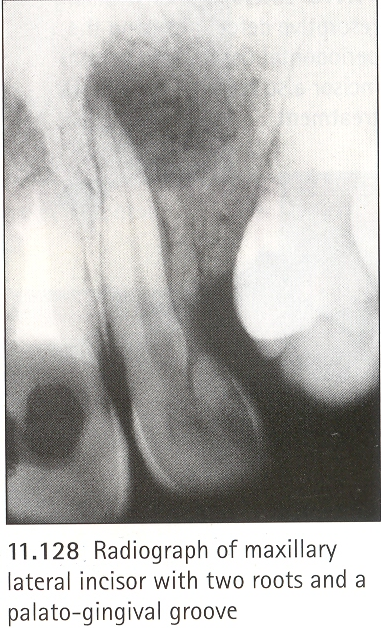 11.128 Radiograph of maxillary
lateral incisor with two roots and a
palato-gingival groove